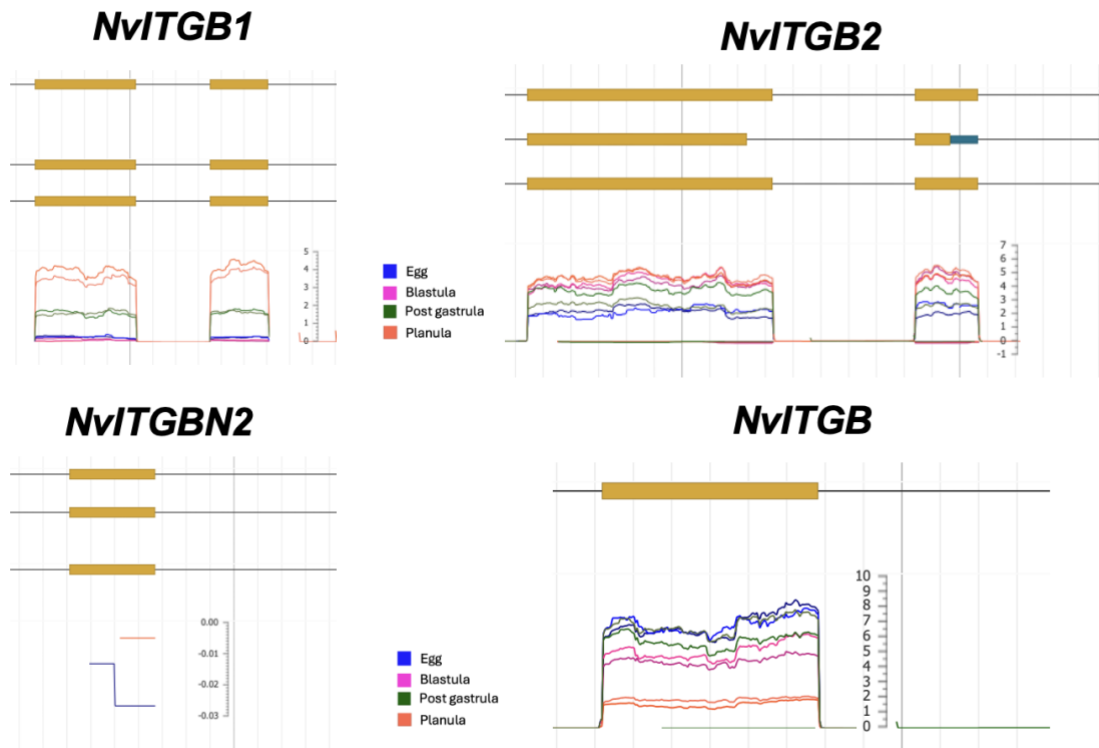 NvITGB1
NvITGB2
5
4
3
2
1
0
Egg
Blastula
Post gastrula
Planula
7
6
5
4
3
2
1
0
-1
NvITGBN2
NvITGB
0.00
-0.01
-0.02
-0.03
Egg
Blastula
Post gastrula
Planula
10
9
8
7
6
5
4
3
2
1
0